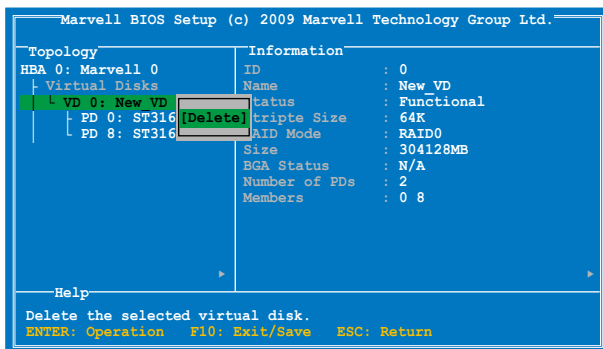 Marvell BIOS Setup (c) 2009 Marvell Technology Group Ltd.
Topology
HBA 0: Marvell 0
Virtual Disks
VD 0: New_VD
PD 0: ST316
PD 8: ST316
[Delete]
Information
ID : 0
Name : New_VD
tatus : Functional
tripte Size : 64K
AID Mode : RAID0
Size : 304128MB
BGA Status : N/A
Number of PDs : 2
Members : 0 8
Help
Delete the selected virtual disk.
ENTER: Operation F10: Exit/Save ESC: Return